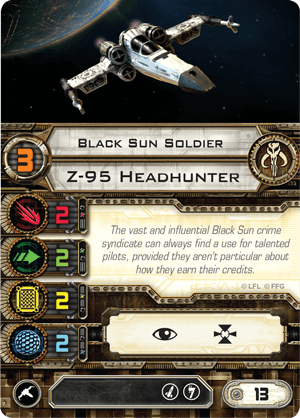 Black Sun Soldier
3
Z-95 Headhunter
2
The vast and influential Black Sun crime
syndicate can always find a use for talented
pilots, provided they aren't particular about
how they earn their credits.
2
© LFL © FFG
2
2
13